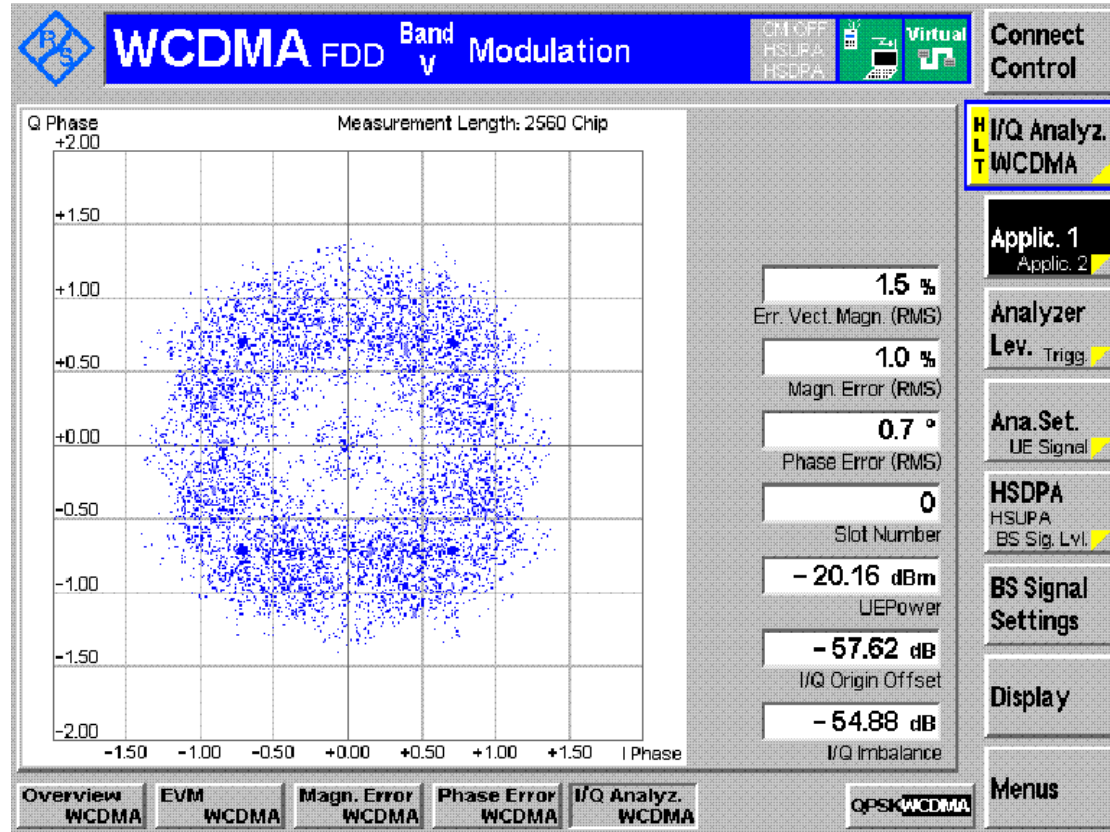 R S
WCDMA FDD Band V Modulation
CM-OFF
HSUPA
HSDPA
Virtual
Connect
Control
Q Phase
Measurement Length: 2560 Chip
+2.00
+1.50
+1.00
+0.50
+0.00
-0.50
-1.00
-1.50
-2.00
-1.50 -1.00 -0.50 +0.00 +0.50 +1.00 +1.50 I Phase
1.5 %
Err. Vect. Magn. (RMS)
1.0 %
Magn. Error (RMS)
0.7 °
Phase Error (RMS)
0
Slot Number
- 20.16 dBm
UEPower
- 57.62 dB
I/Q Origin Offset
- 54.88 dB
I/Q Imbalance
HLT
I/Q Analyz.
WCDMA
Applic. 1
Applic. 2
Analyzer
Lev. Trigg.
Ana.Set.
UE Signal
HSDPA
HSUPA
BS Sig. Lvl.
BS Signal
Settings
Display
Menus
Overview
WCDMA
EVM
WCDMA
Magn. Error
WCDMA
Phase Error
WCDMA
I/Q Analyz.
WCDMA
QPSK WCDMA